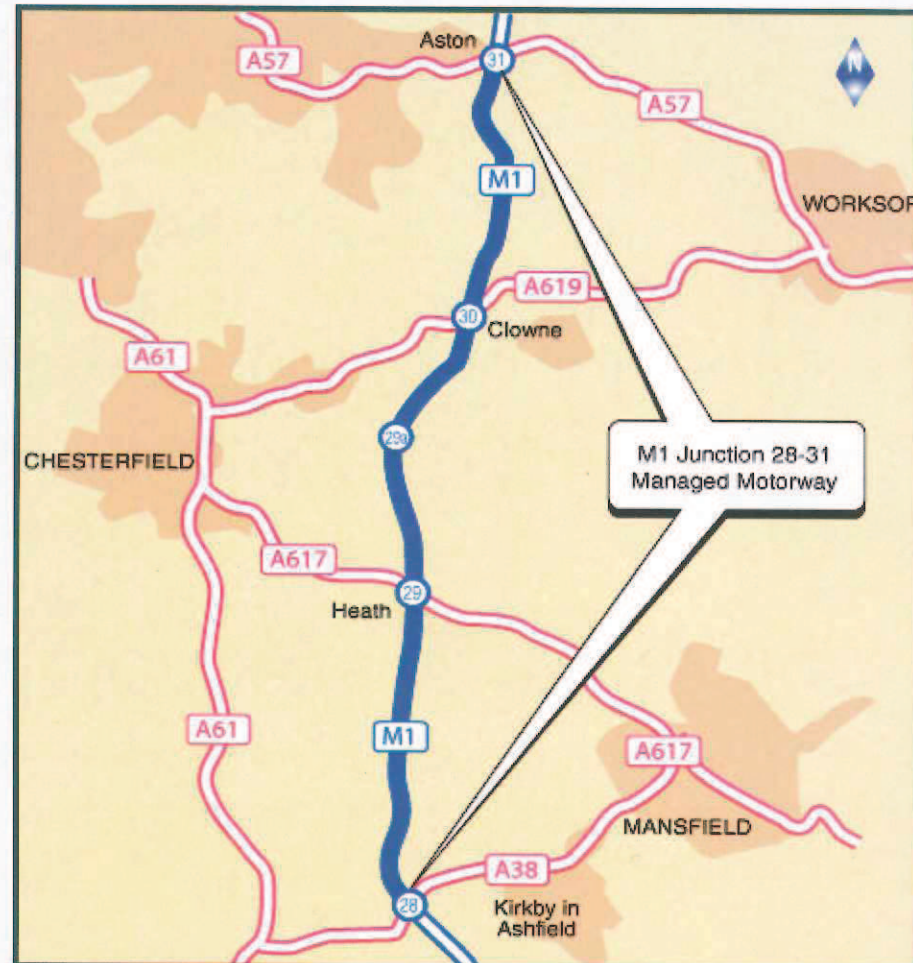 Aston
31
N
A57
A57
M1
WORKSOP
A619
30
Clowne
A61
29a
CHESTERFIELD
M1 Junction 28-31
Managed Motorway
A617
29
Heath
A61
M1
A617
MANSFIELD
A38
28
Kirkby in
Ashfield